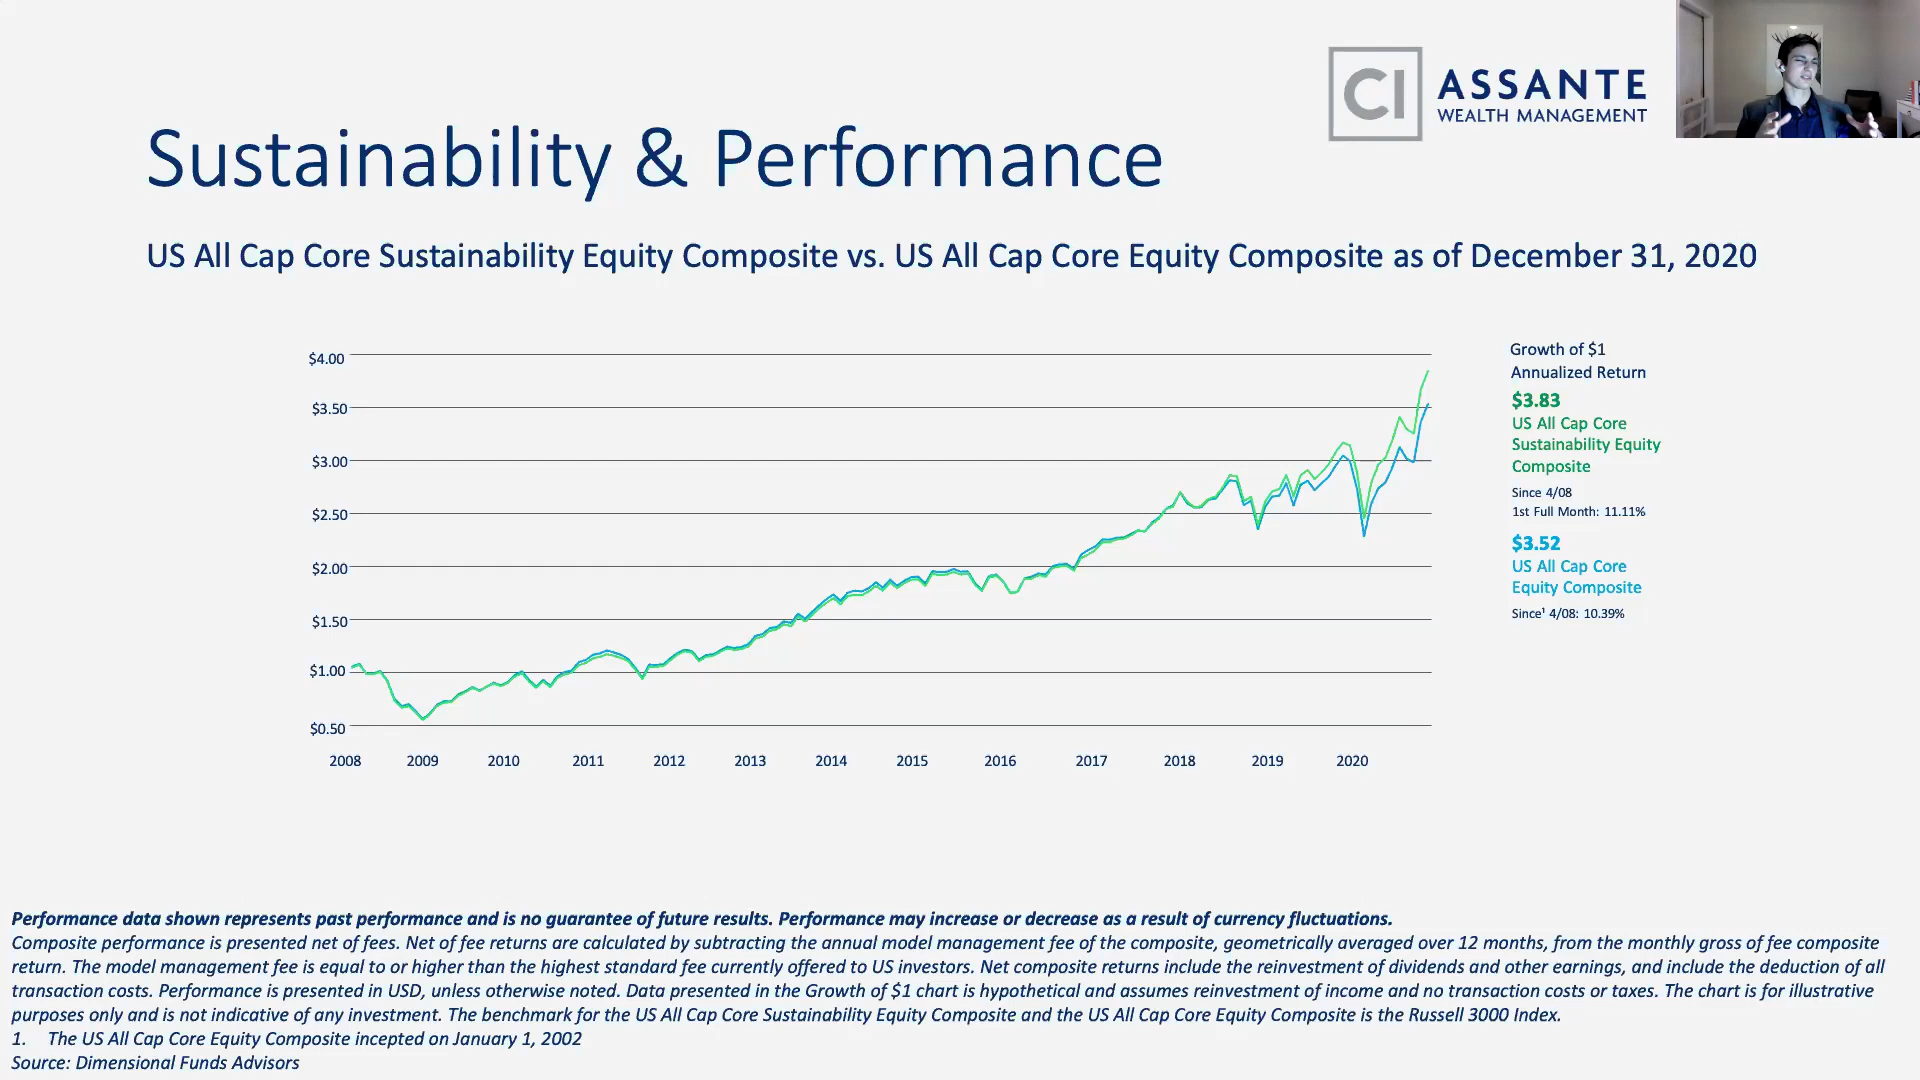 CI ASSANTE
WEALTH MANAGEMENT
Sustainability & Performance
US All Cap Core Sustainability Equity Composite vs. US All Cap Core Equity Composite as of December 31, 2020
$4.00
$3.50
$3.00
$2.50
$2.00
$1.50
$1.00
$0.50
2008 2009 2010 2011 2012 2013 2014 2015 2016 2017 2018 2019 2020
Growth of $1
Annualized Return
$3.83
US All Cap Core
Sustainability Equity
Composite
Since 4/08
1st Full Month: 11.11%
$3.52
US All Cap Core
Equity Composite
Since¹ 4/08: 10.39%
Performance data shown represents past performance and is no guarantee of future results. Performance may increase or decrease as a result of currency fluctuations.
Composite performance is presented net of fees. Net of fee returns are calculated by subtracting the annual model management fee of the composite, geometrically averaged over 12 months, from the monthly gross of fee composite
return. The model management fee is equal to or higher than the highest standard fee currently offered to US investors. Net composite returns include the reinvestment of dividends and other earnings, and include the deduction of all
transaction costs. Performance is presented in USD, unless otherwise noted. Data presented in the Growth of $1 chart is hypothetical and assumes reinvestment of income and no transaction costs or taxes. The chart is for illustrative
purposes only and is not indicative of any investment. The benchmark for the US All Cap Core Sustainability Equity Composite and the US All Cap Core Equity Composite is the Russell 3000 Index.
1. The US All Cap Core Equity Composite incepted on January 1, 2002
Source: Dimensional Funds Advisors